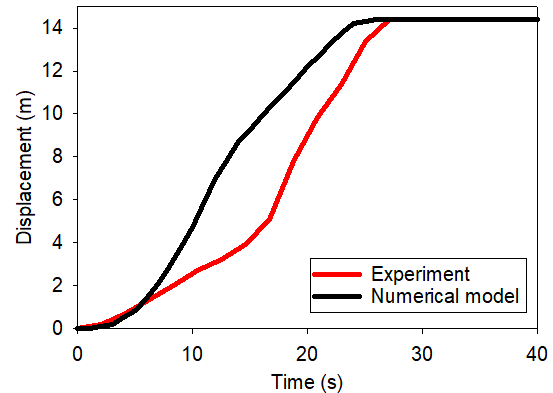 Displacement (m)
14
12
10
8
6
4
2
0
0 10 20 30 40
Time (s)
Experiment
Numerical model